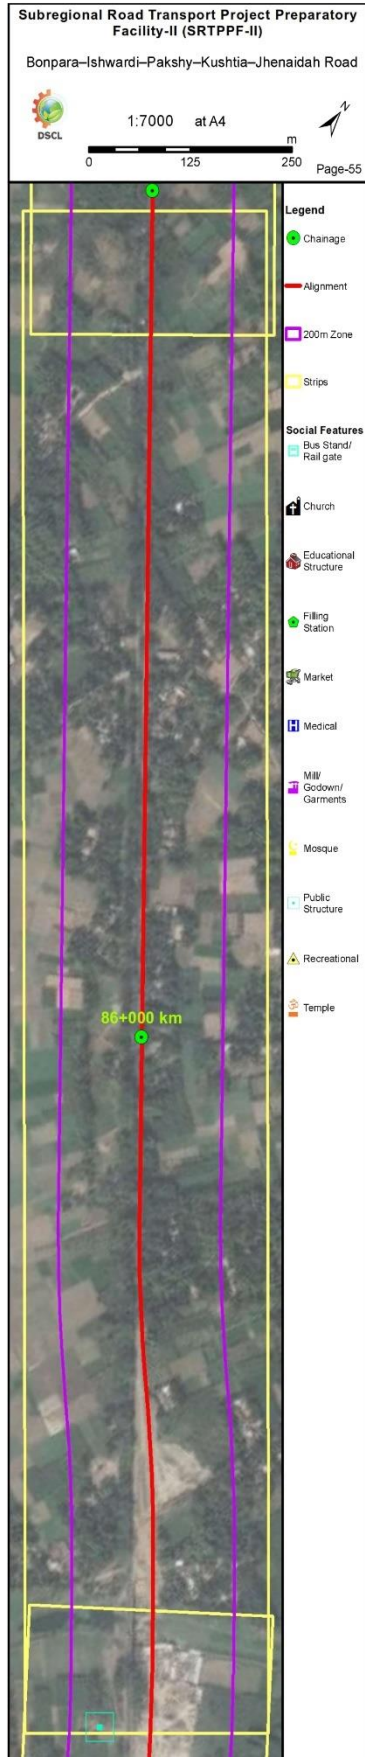 Subregional Road Transport Project Preparatory
Facility-II (SRTPPF-II)
Bonpara–Ishwardi–Pakshy–Kushtia–Jhenaidah Road
DSCL
1:7000 at A4
N
m
0 125 250
Page-55
Legend
Chainage
Alignment
200m Zone
Strips
Social Features
Bus Stand/
Rail gate
Church
Educational
Structure
Filling
Station
Market
H
Medical
Mill/
Godown/
Garments
Mosque
Public
Structure
Recreational
Temple
86+000 km